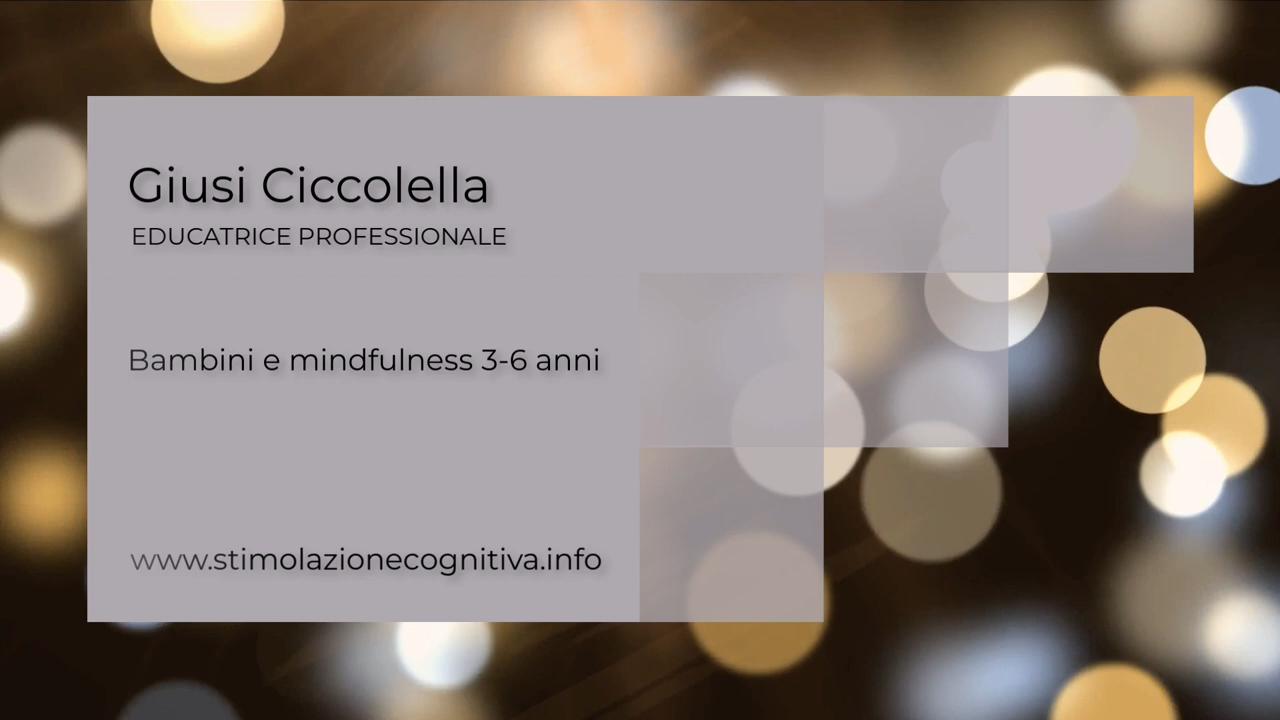 Giusi Ciccolella
EDUCATRICE PROFESSIONALE
Bambini e mindfulness 3-6 anni
www.stimolazionecognitiva.info